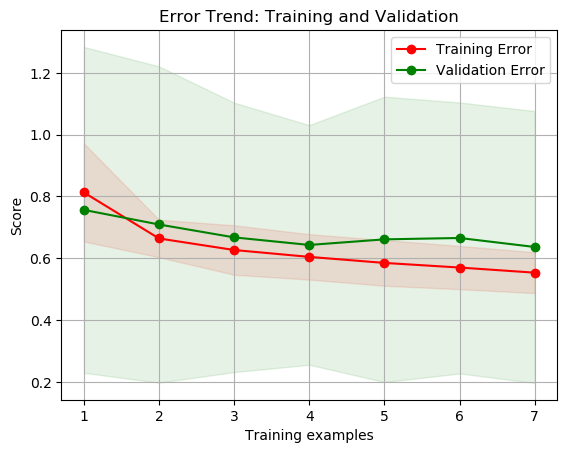 Error Trend: Training and Validation
Training Error
Validation Error
Score
1.2
1.0
0.8
0.6
0.4
0.2
1 2 3 4 5 6 7
Training examples